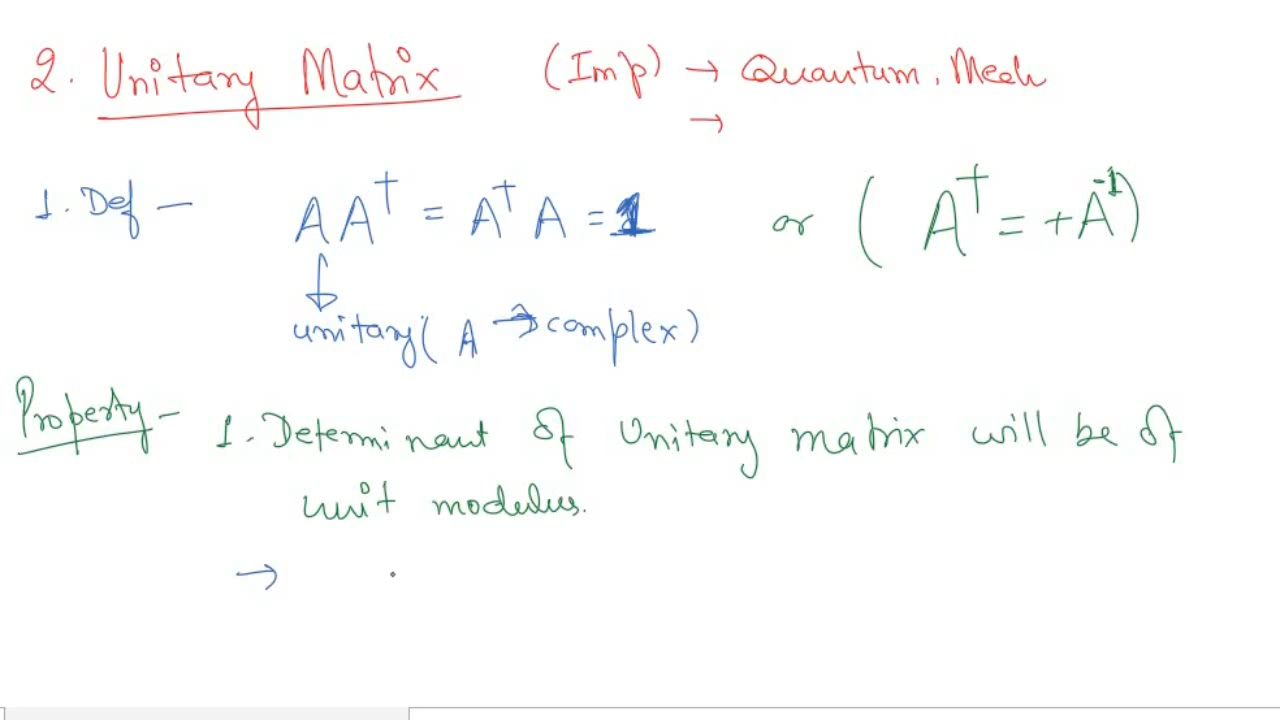 2. Unitary Matrix (Imp) → Quantum. Mech
→
1. Def – A A† = A† A = 1 or ( A† = + A⁻¹)
unitary( A → complex)
Property – 1. Determinant of Unitary matrix will be of
unit modulus.
→